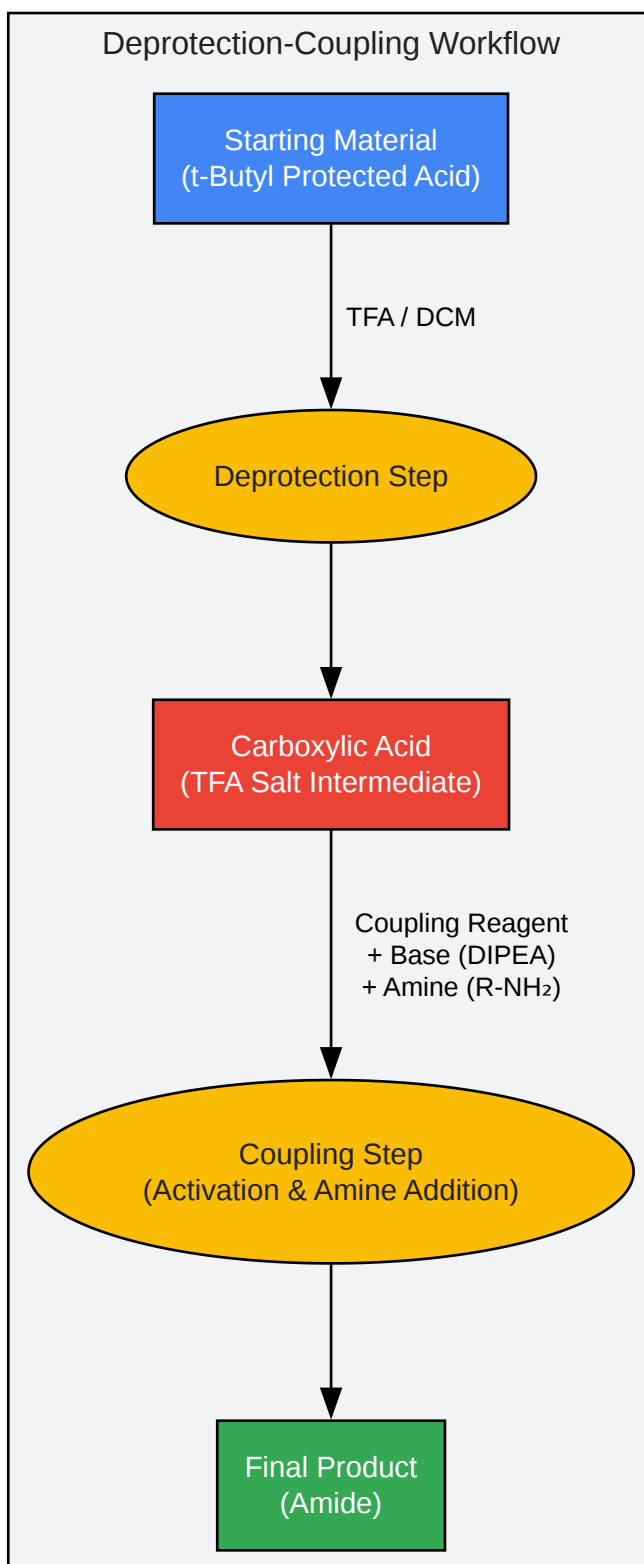 Deprotection-Coupling Workflow
Starting Material
(t-Butyl Protected Acid)
TFA / DCM
Deprotection Step
Carboxylic Acid
(TFA Salt Intermediate)
Coupling Reagent
+ Base (DIPEA)
+ Amine (R-NH₂)
Coupling Step
(Activation & Amine Addition)
Final Product
(Amide)